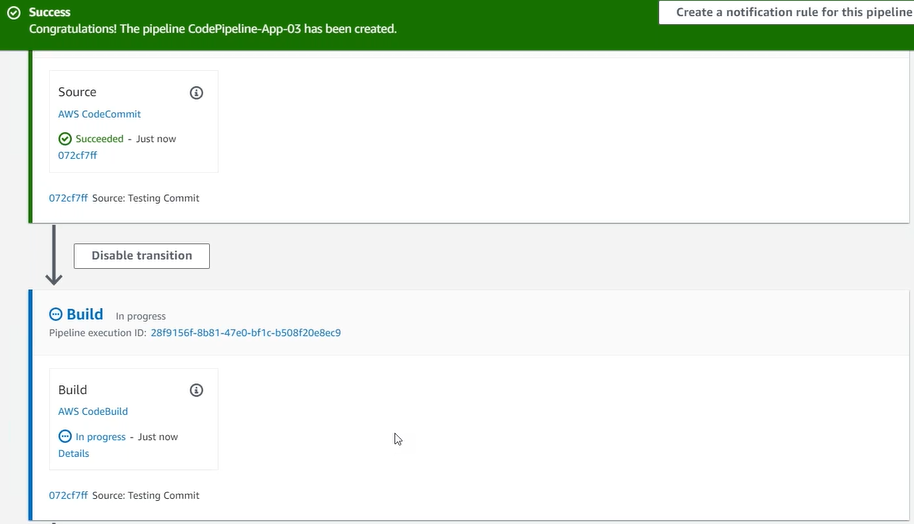 Success
Create a notification rule for this pipeline
Congratulations! The pipeline CodePipeline-App-03 has been created.
Source
AWS CodeCommit
Succeeded - Just now
072cf7ff
072cf7ff Source: Testing Commit
Disable transition
Build In progress
Pipeline execution ID: 28f9156f-8b81-47e0-bf1c-b508f20e8ec9
Build
AWS CodeBuild
In progress - Just now
Details
072cf7ff Source: Testing Commit